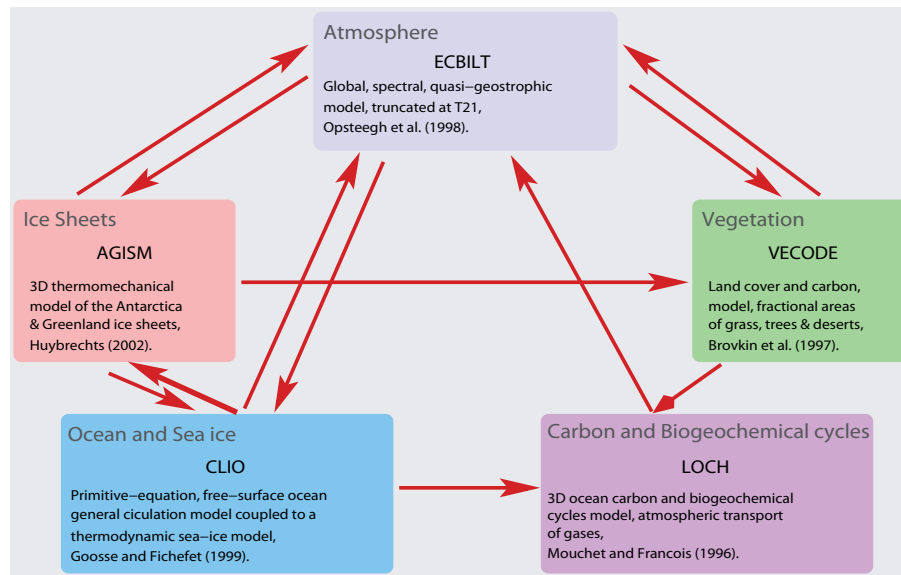 Atmosphere
ECBILT
Global, spectral, quasi−geostrophic
model, truncated at T21,
Opsteegh et al. (1998).
Ice Sheets
AGISM
3D thermomechanical
model of the Antarctica
& Greenland ice sheets,
Huybrechts (2002).
Vegetation
VECODE
Land cover and carbon,
model, fractional areas
of grass, trees & deserts,
Brovkin et al. (1997).
Ocean and Sea ice
CLIO
Primitive−equation, free−surface ocean
general ciculation model coupled to a
thermodynamic sea−ice model,
Goosse and Fichefet (1999).
Carbon and Biogeochemical cycles
LOCH
3D ocean carbon and biogeochemical
cycles model, atmospheric transport
of gases,
Mouchet and Francois (1996).